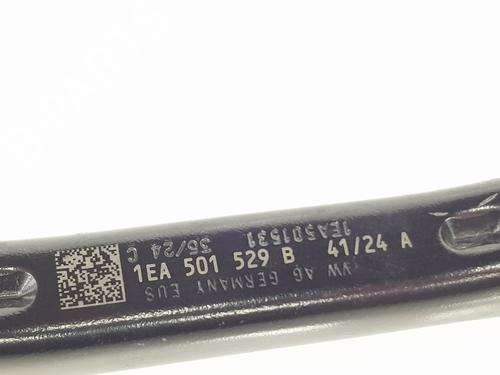 1EA 501 529 B 41/24 A
1EA501531
35/24 C
VW AG GERMANY EUS